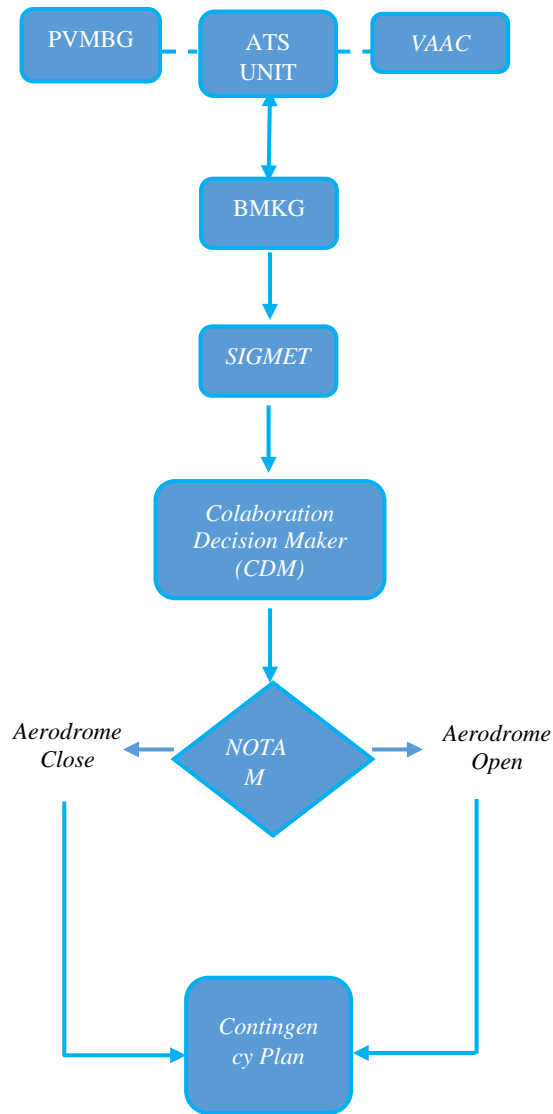 PVMBG
ATS
UNIT
VAAC
BMKG
SIGMET
Colaboration
Decision Maker
(CDM)
Aerodrome
Close
NOTA
M
Aerodrome
Open
Contingen
cy Plan